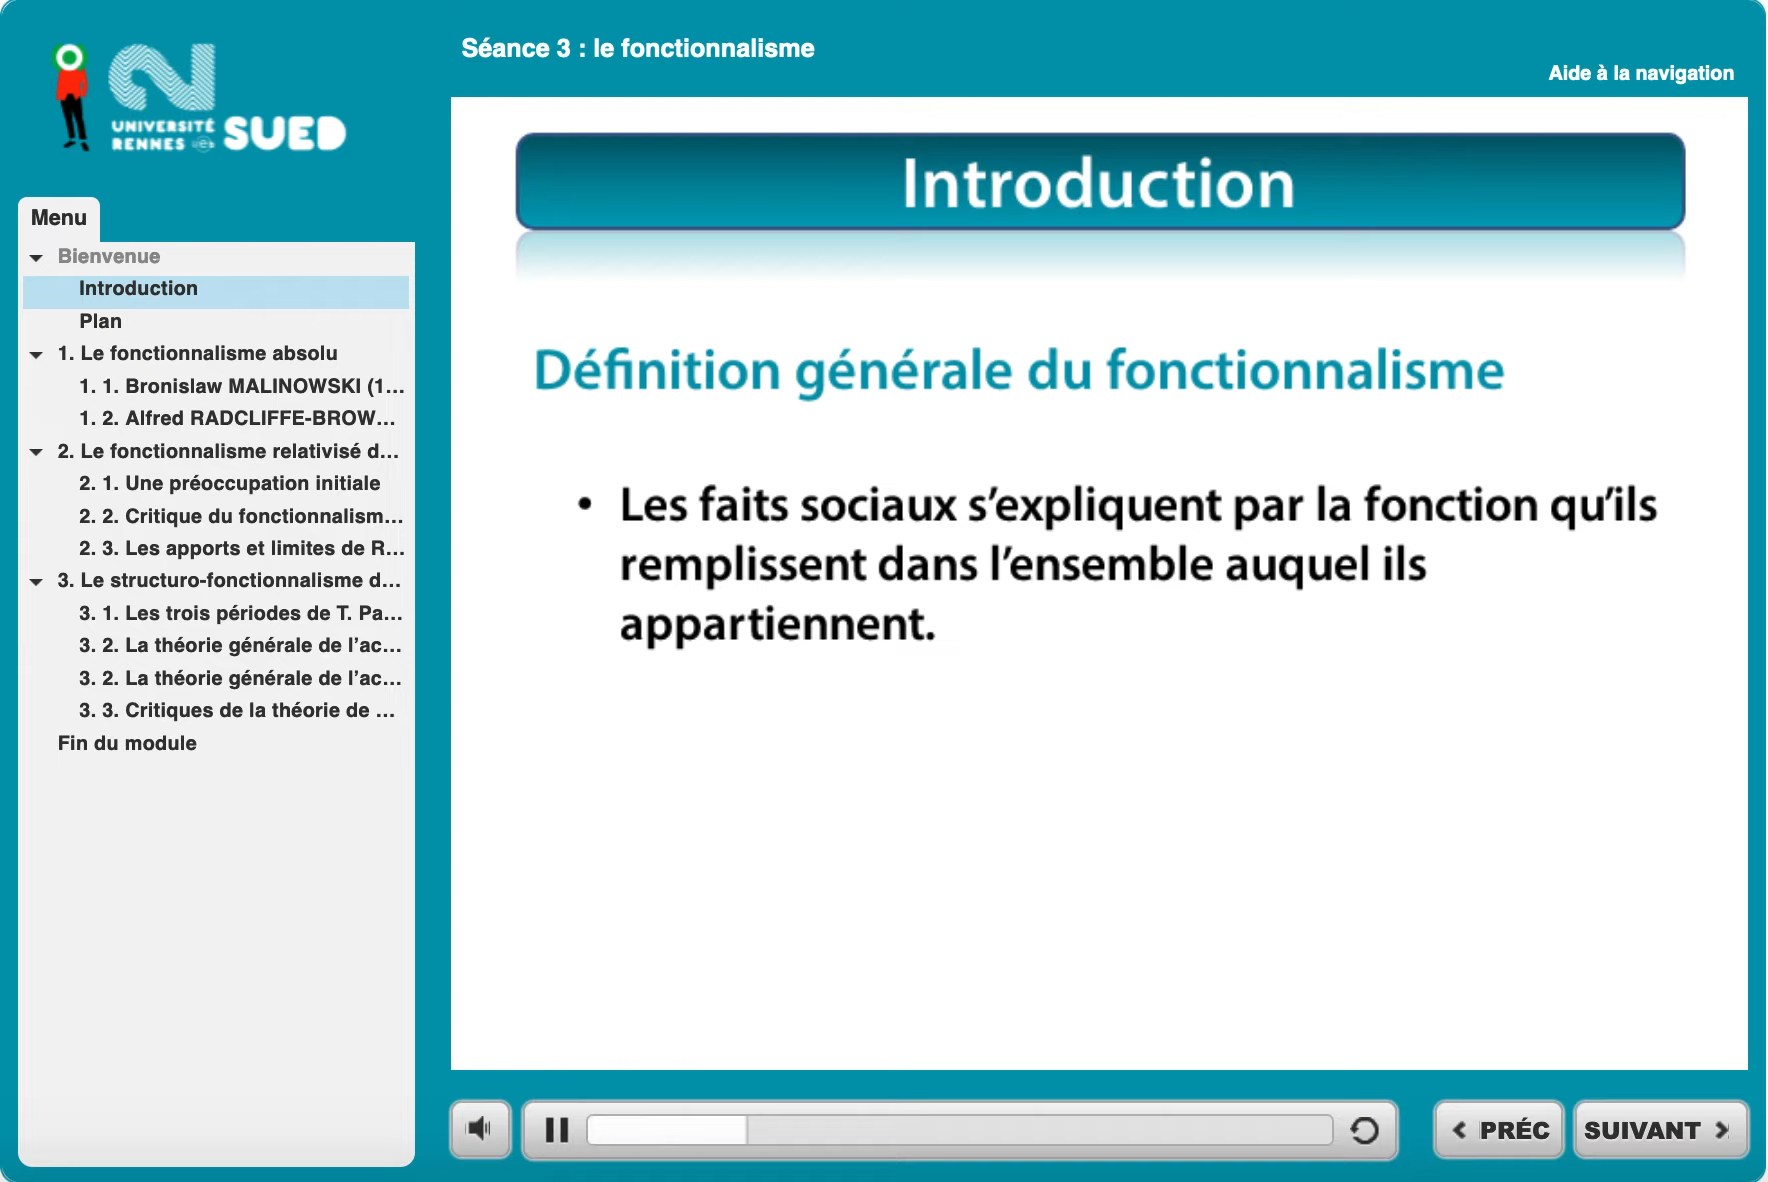 UNIVERSITÉ
RENNES
SUED
Séance 3 : le fonctionnalisme
Aide à la navigation
Menu
Bienvenue
Introduction
Plan
1. Le fonctionnalisme absolu
1. 1. Bronislaw MALINOWSKI (1...
1. 2. Alfred RADCLIFFE-BROW...
2. Le fonctionnalisme relativisé d...
2. 1. Une préoccupation initiale
2. 2. Critique du fonctionnalism...
2. 3. Les apports et limites de R...
3. Le structuro-fonctionnalisme d...
3. 1. Les trois périodes de T. Pa...
3. 2. La théorie générale de l’ac...
3. 2. La théorie générale de l’ac...
3. 3. Critiques de la théorie de ...
Fin du module
Introduction
Définition générale du fonctionnalisme
• Les faits sociaux s’expliquent par la fonction qu’ils
remplissent dans l’ensemble auquel ils
appartiennent.
PRÉC
SUIVANT